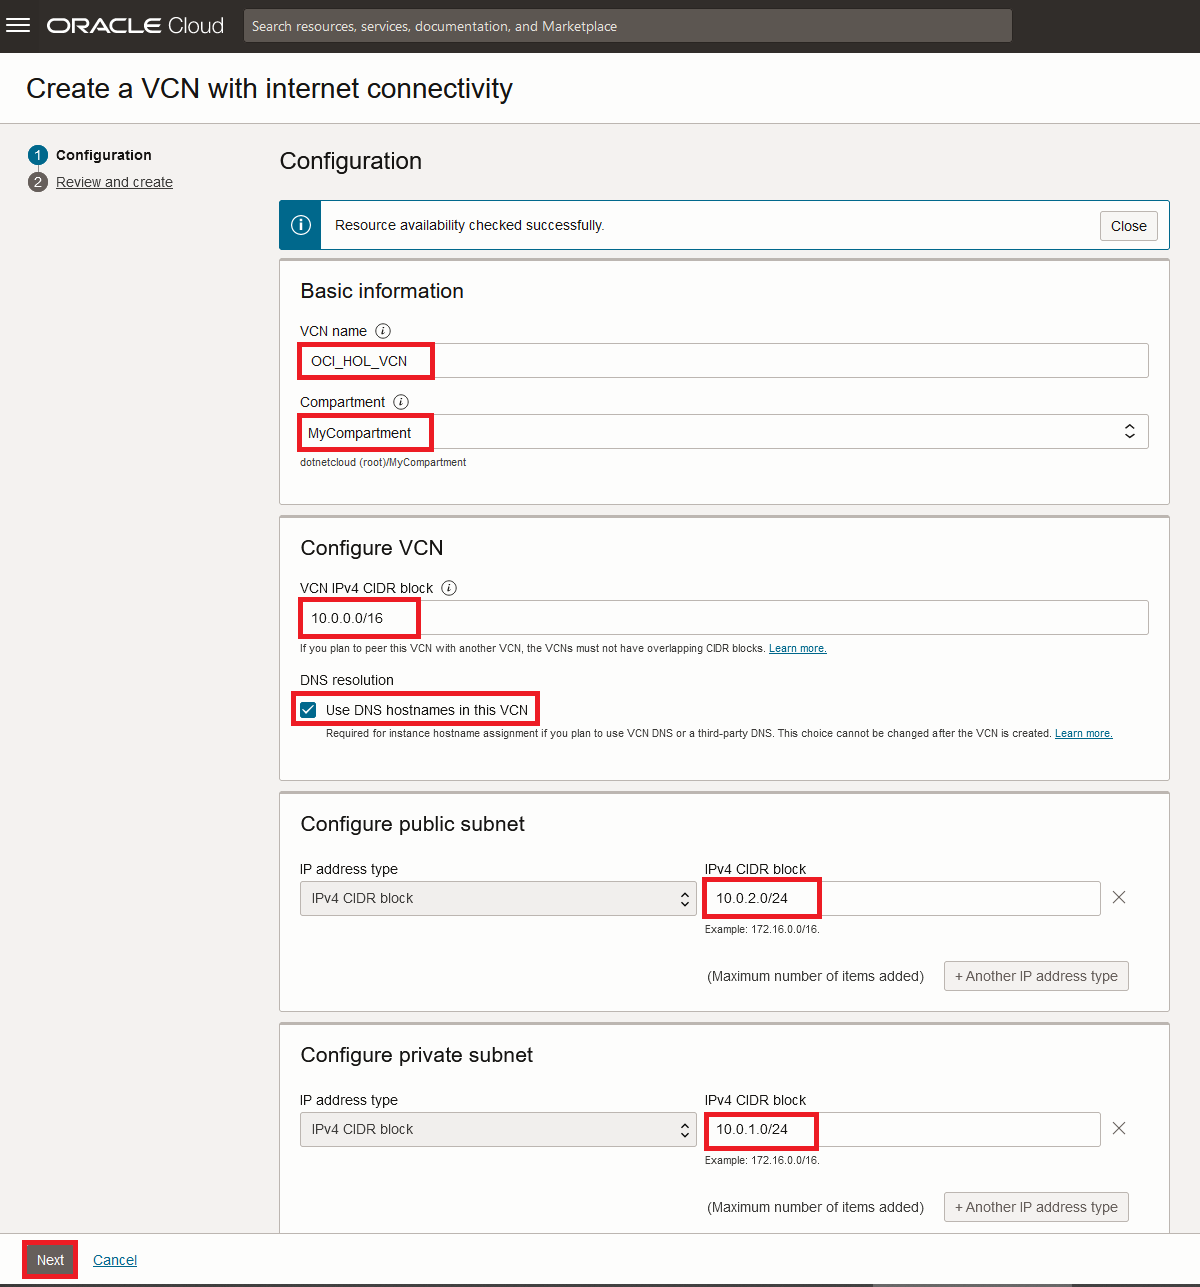 ORACLE Cloud
Search resources, services, documentation, and Marketplace
Create a VCN with internet connectivity
1 Configuration
2 Review and create
Configuration
Resource availability checked successfully.
Close
Basic information
VCN name
OCI_HOL_VCN
Compartment
MyCompartment
dotnetcloud (root)/MyCompartment
Configure VCN
VCN IPv4 CIDR block
10.0.0.0/16
If you plan to peer this VCN with another VCN, the VCNs must not have overlapping CIDR blocks. Learn more.
DNS resolution
Use DNS hostnames in this VCN
Required for instance hostname assignment if you plan to use VCN DNS or a third-party DNS. This choice cannot be changed after the VCN is created. Learn more.
Configure public subnet
IP address type
IPv4 CIDR block
IPv4 CIDR block
10.0.2.0/24
Example: 172.16.0.0/16.
(Maximum number of items added)
+ Another IP address type
Configure private subnet
IP address type
IPv4 CIDR block
IPv4 CIDR block
10.0.1.0/24
Example: 172.16.0.0/16.
(Maximum number of items added)
+ Another IP address type
Next
Cancel